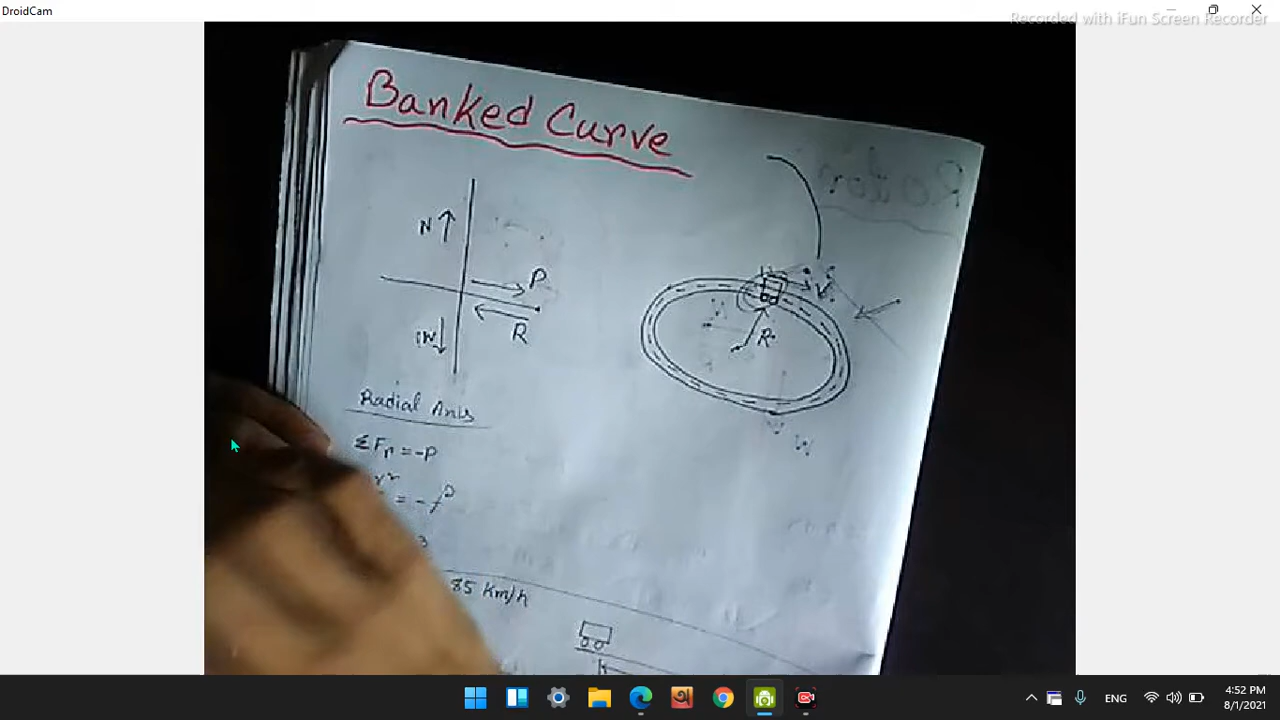 DroidCam
Recorded with iFun Screen Recorder
Banked Curve
N
P
R
W
R
V
Radial Axis
ΣFr = -P
85 Km/h
ENG
4:52 PM
8/1/2021